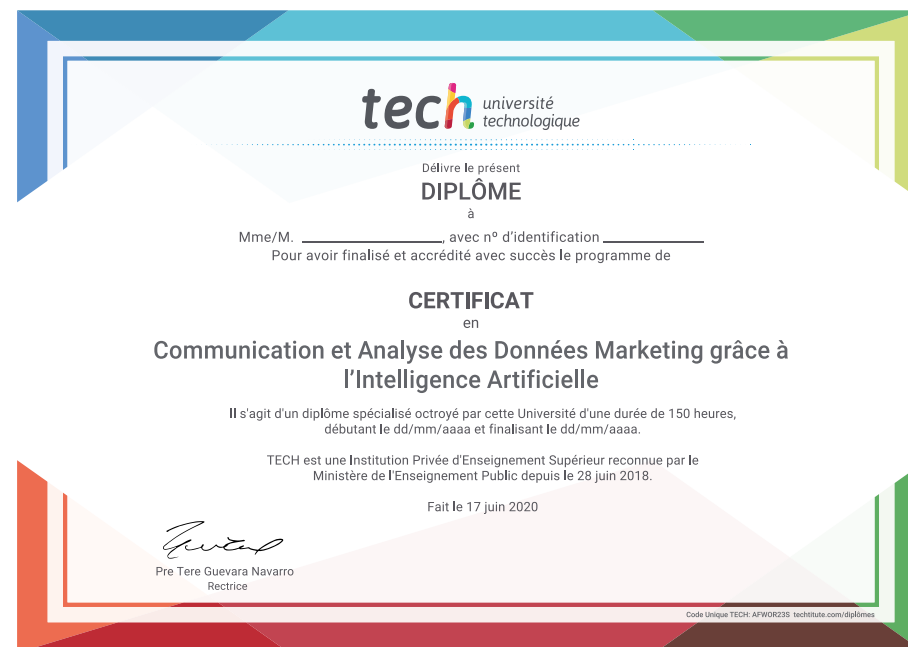 tech université
technologique
Délivre le présent
DIPLÔME
à
Mme/M. ____________________, avec nº d'identification ______________
Pour avoir finalisé et accrédité avec succès le programme de
CERTIFICAT
en
Communication et Analyse des Données Marketing grâce à
l'Intelligence Artificielle
Il s'agit d'un diplôme spécialisé octroyé par cette Université d'une durée de 150 heures,
débutant le dd/mm/aaaa et finalisant le dd/mm/aaaa.
TECH est une Institution Privée d'Enseignement Supérieur reconnue par le
Ministère de l'Enseignement Public depuis le 28 juin 2018.
Fait le 17 juin 2020
Pre Tere Guevara Navarro
Rectrice
Code Unique TECH: AFWOR23S techtitute.com/diplômes